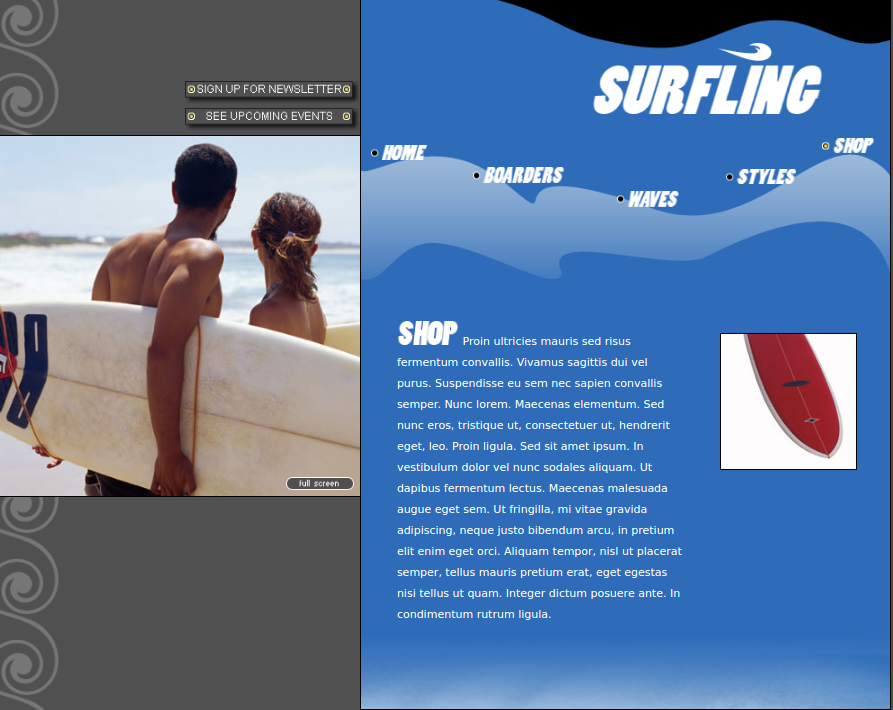 SIGN UP FOR NEWSLETTER
SEE UPCOMING EVENTS
SURFLING
HOME
BOARDERS
WAVES
STYLES
SHOP
full screen
SHOP Proin ultricies mauris sed risus
fermentum convallis. Vivamus sagittis dui vel
purus. Suspendisse eu sem nec sapien convallis
semper. Nunc lorem. Maecenas elementum. Sed
nunc eros, tristique ut, consectetuer ut, hendrerit
eget, leo. Proin ligula. Sed sit amet ipsum. In
vestibulum dolor vel nunc sodales aliquam. Ut
dapibus fermentum lectus. Maecenas malesuada
augue eget sem. Ut fringilla, mi vitae gravida
adipiscing, neque justo bibendum arcu, in pretium
elit enim eget orci. Aliquam tempor, nisl ut placerat
semper, tellus mauris pretium erat, eget egestas
nisi tellus ut quam. Integer dictum posuere ante. In
condimentum rutrum ligula.